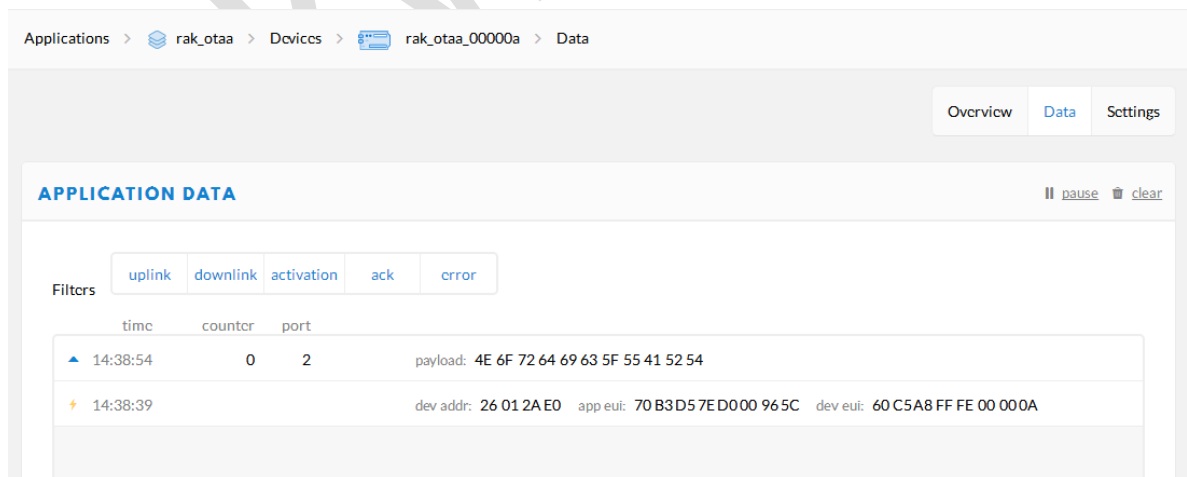 Applications > rak_otaa > Devices > rak_otaa_00000a > Data
Overview Data Settings
APPLICATION DATA pause clear
Filters uplink downlink activation ack error
time counter port
14:38:54 0 2 payload: 4E 6F 72 64 69 63 5F 55 41 52 54
14:38:39 dev addr: 26 01 2A E0 app eui: 70 B3 D5 7E D0 00 96 5C dev eui: 60 C5 A8 FF FE 00 00 0A